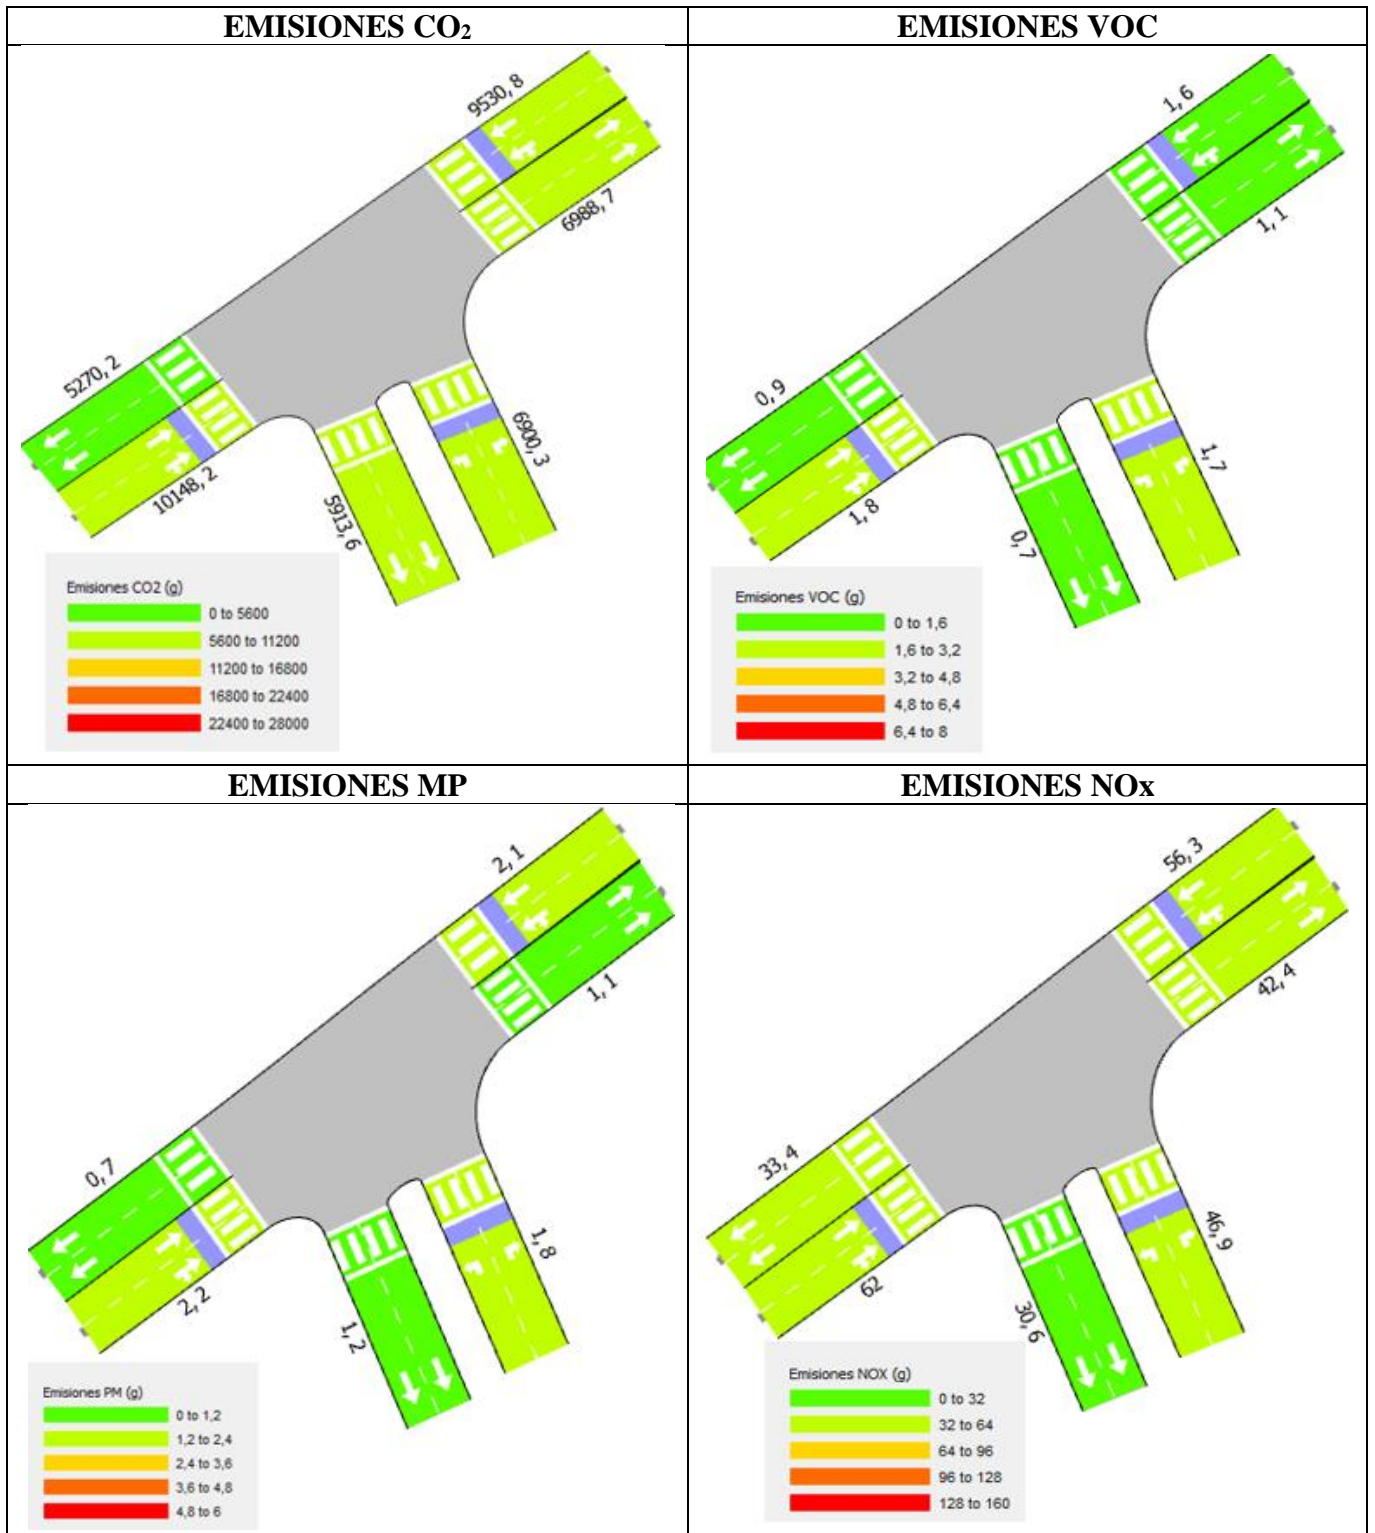 EMISIONES CO₂
9530, 8
6988, 7
5270, 2
10148, 2
5913, 6
6900, 3
Emisiones CO2 (g)
0 to 5600
5600 to 11200
11200 to 16800
16800 to 22400
22400 to 28000
EMISIONES VOC
1, 6
1, 1
0, 9
1, 8
0, 7
1, 7
Emisiones VOC (g)
0 to 1,6
1,6 to 3,2
3,2 to 4,8
4,8 to 6,4
6,4 to 8
EMISIONES MP
2, 1
1, 1
0, 7
2, 2
1, 2
1, 8
Emisiones PM (g)
0 to 1,2
1,2 to 2,4
2,4 to 3,6
3,6 to 4,8
4,8 to 6
EMISIONES NOx
56, 3
42, 4
33, 4
62
30, 6
46, 9
Emisiones NOX (g)
0 to 32
32 to 64
64 to 96
96 to 128
128 to 160